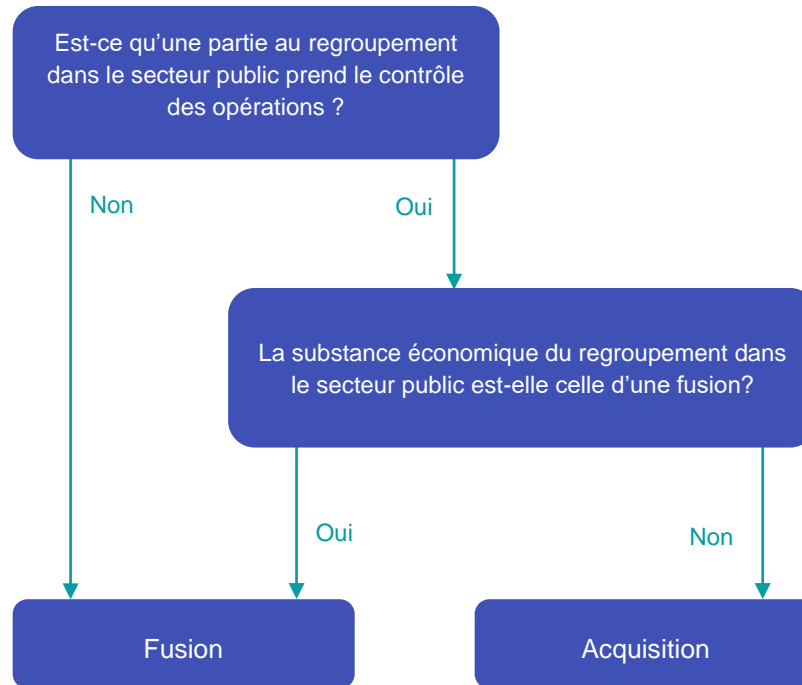 Est-ce qu’une partie au regroupement
dans le secteur public prend le contrôle
des opérations ?
Non
Oui
La substance économique du regroupement dans
le secteur public est-elle celle d’une fusion?
Oui
Non
Fusion
Acquisition